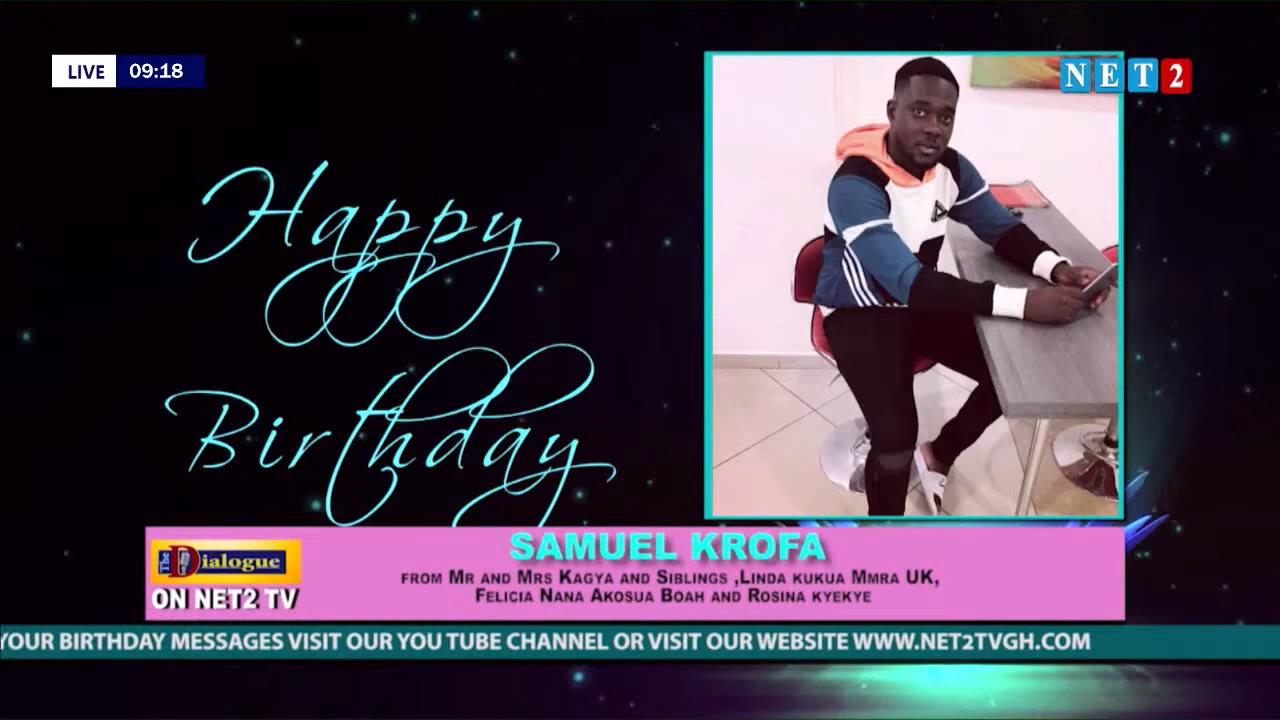 LIVE 09:18
NET2
Happy
Birthday
The Dialogue
ON NET2 TV
SAMUEL KROFA
FROM MR AND MRS KAGYA AND SIBLINGS ,LINDA KUKUA MMRA UK,
FELICIA NANA AKOSUA BOAH AND ROSINA KYEKYE
YOUR BIRTHDAY MESSAGES VISIT OUR YOU TUBE CHANNEL OR VISIT OUR WEBSITE WWW.NET2TVGH.COM